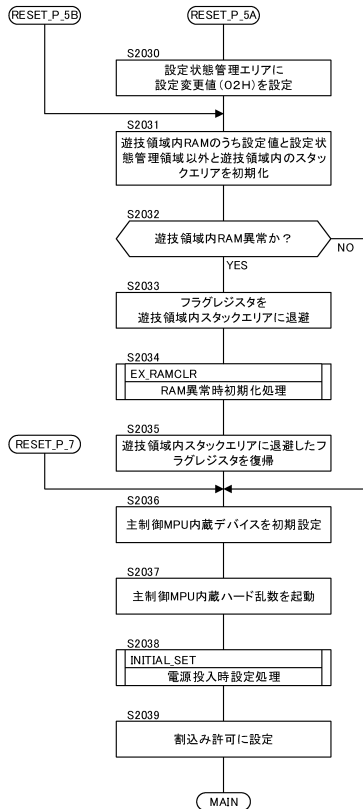 RESET_P_5B
RESET_P_5A
S2030
設定状態管理エリアに
設定変更値(02H)を設定
S2031
遊技領域内RAMのうち設定値と設定状
態管理領域以外と遊技領域内のスタッ
クエリアを初期化
S2032
遊技領域内RAM異常か？
NO
YES
S2033
フラグレジスタを
遊技領域内スタックエリアに退避
S2034
EX_RAMCLR
RAM異常時初期化処理
S2035
RESET_P_7
遊技領域内スタックエリアに退避したフ
ラグレジスタを復帰
S2036
主制御MPU内蔵デバイスを初期設定
S2037
主制御MPU内蔵ハード乱数を起動
S2038
INITIAL_SET
電源投入時設定処理
S2039
割込み許可に設定
MAIN